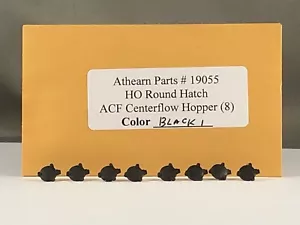 Athearn Parts # 19055
HO Round Hatch
ACF Centerflow Hopper (8)
Color BLACK 1